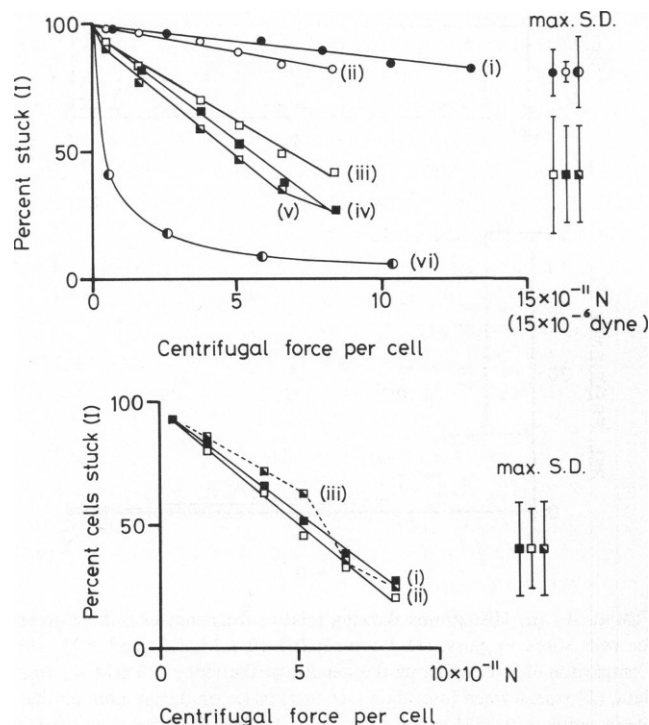 max. S.D.
100
50
0
Percent stuck (I)
(i)
(ii)
(iii)
(iv)
(v)
(vi)
0
5
10
15×10⁻¹¹ N
(15×10⁻⁶ dyne)
Centrifugal force per cell
100
50
0
Percent cells stuck (I)
max. S.D.
(iii)
(i)
(ii)
5
10×10⁻¹¹ N
Centrifugal force per cell